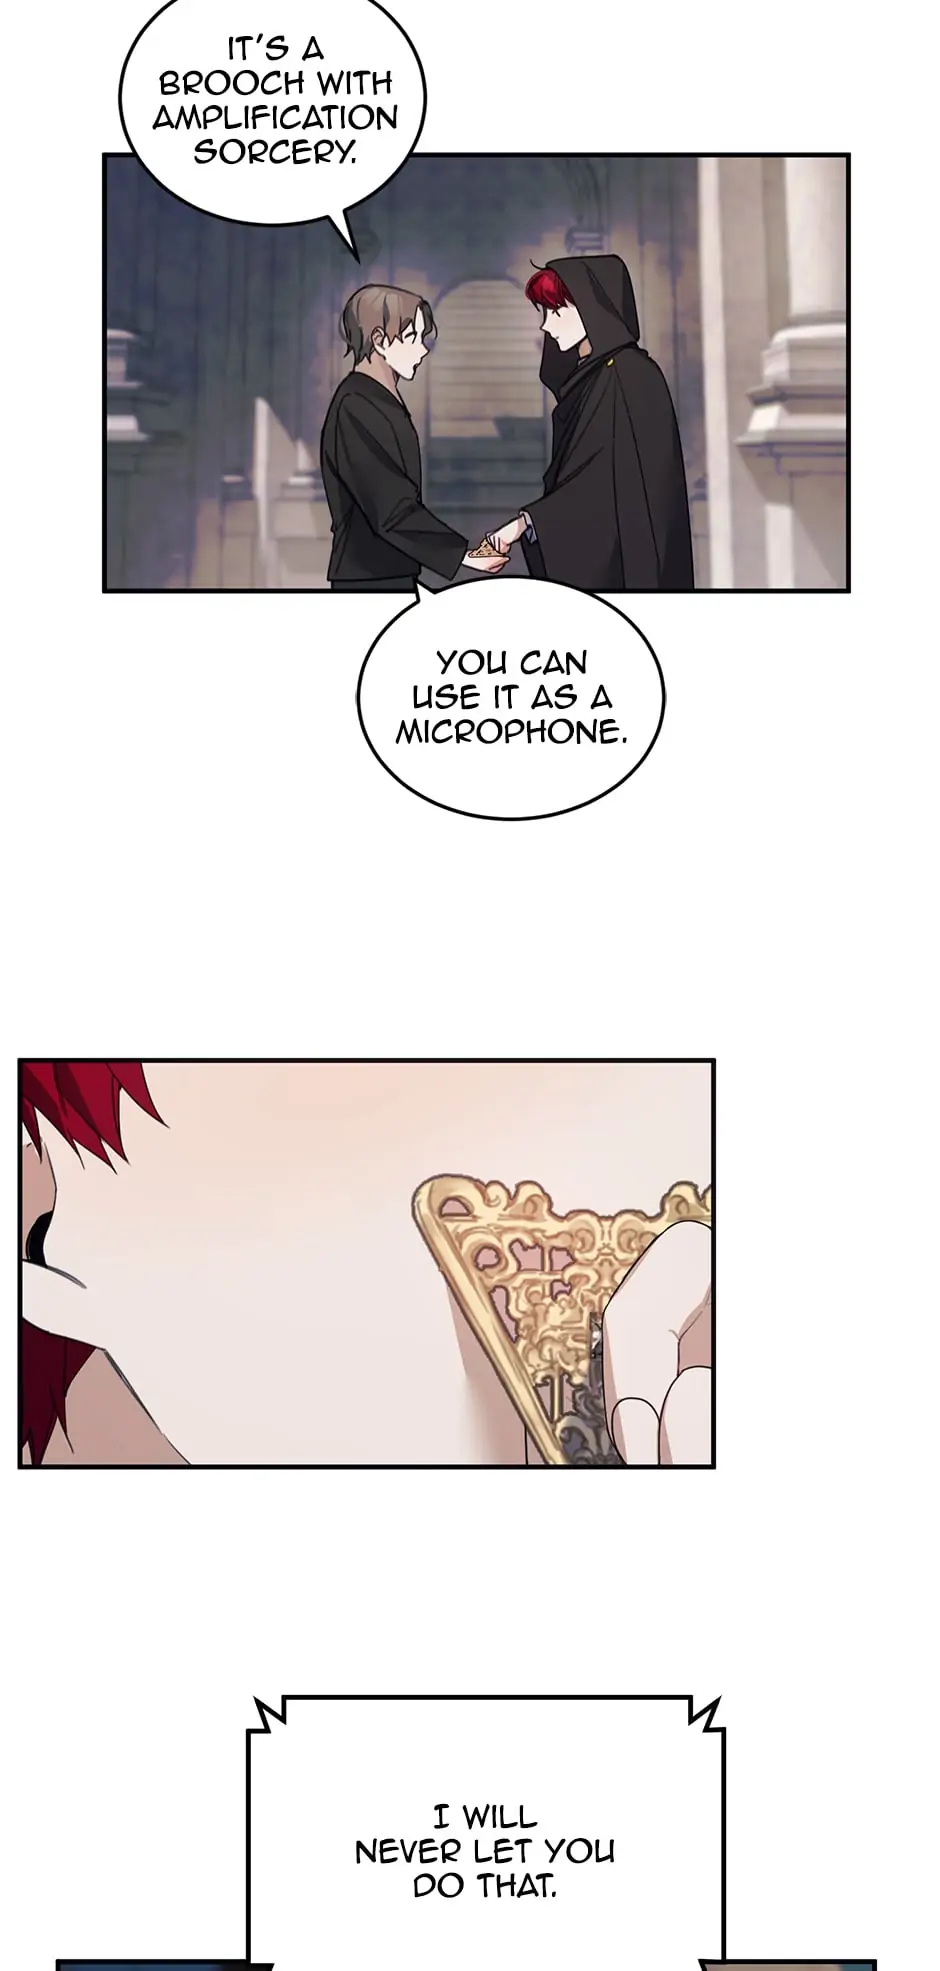 IT'S A
BROOCH WITH
AMPLIFICATION
SORCERY.
YOU CAN
USE IT AS A
MICROPHONE.
I WILL
NEVER LET YOU
DO THAT.